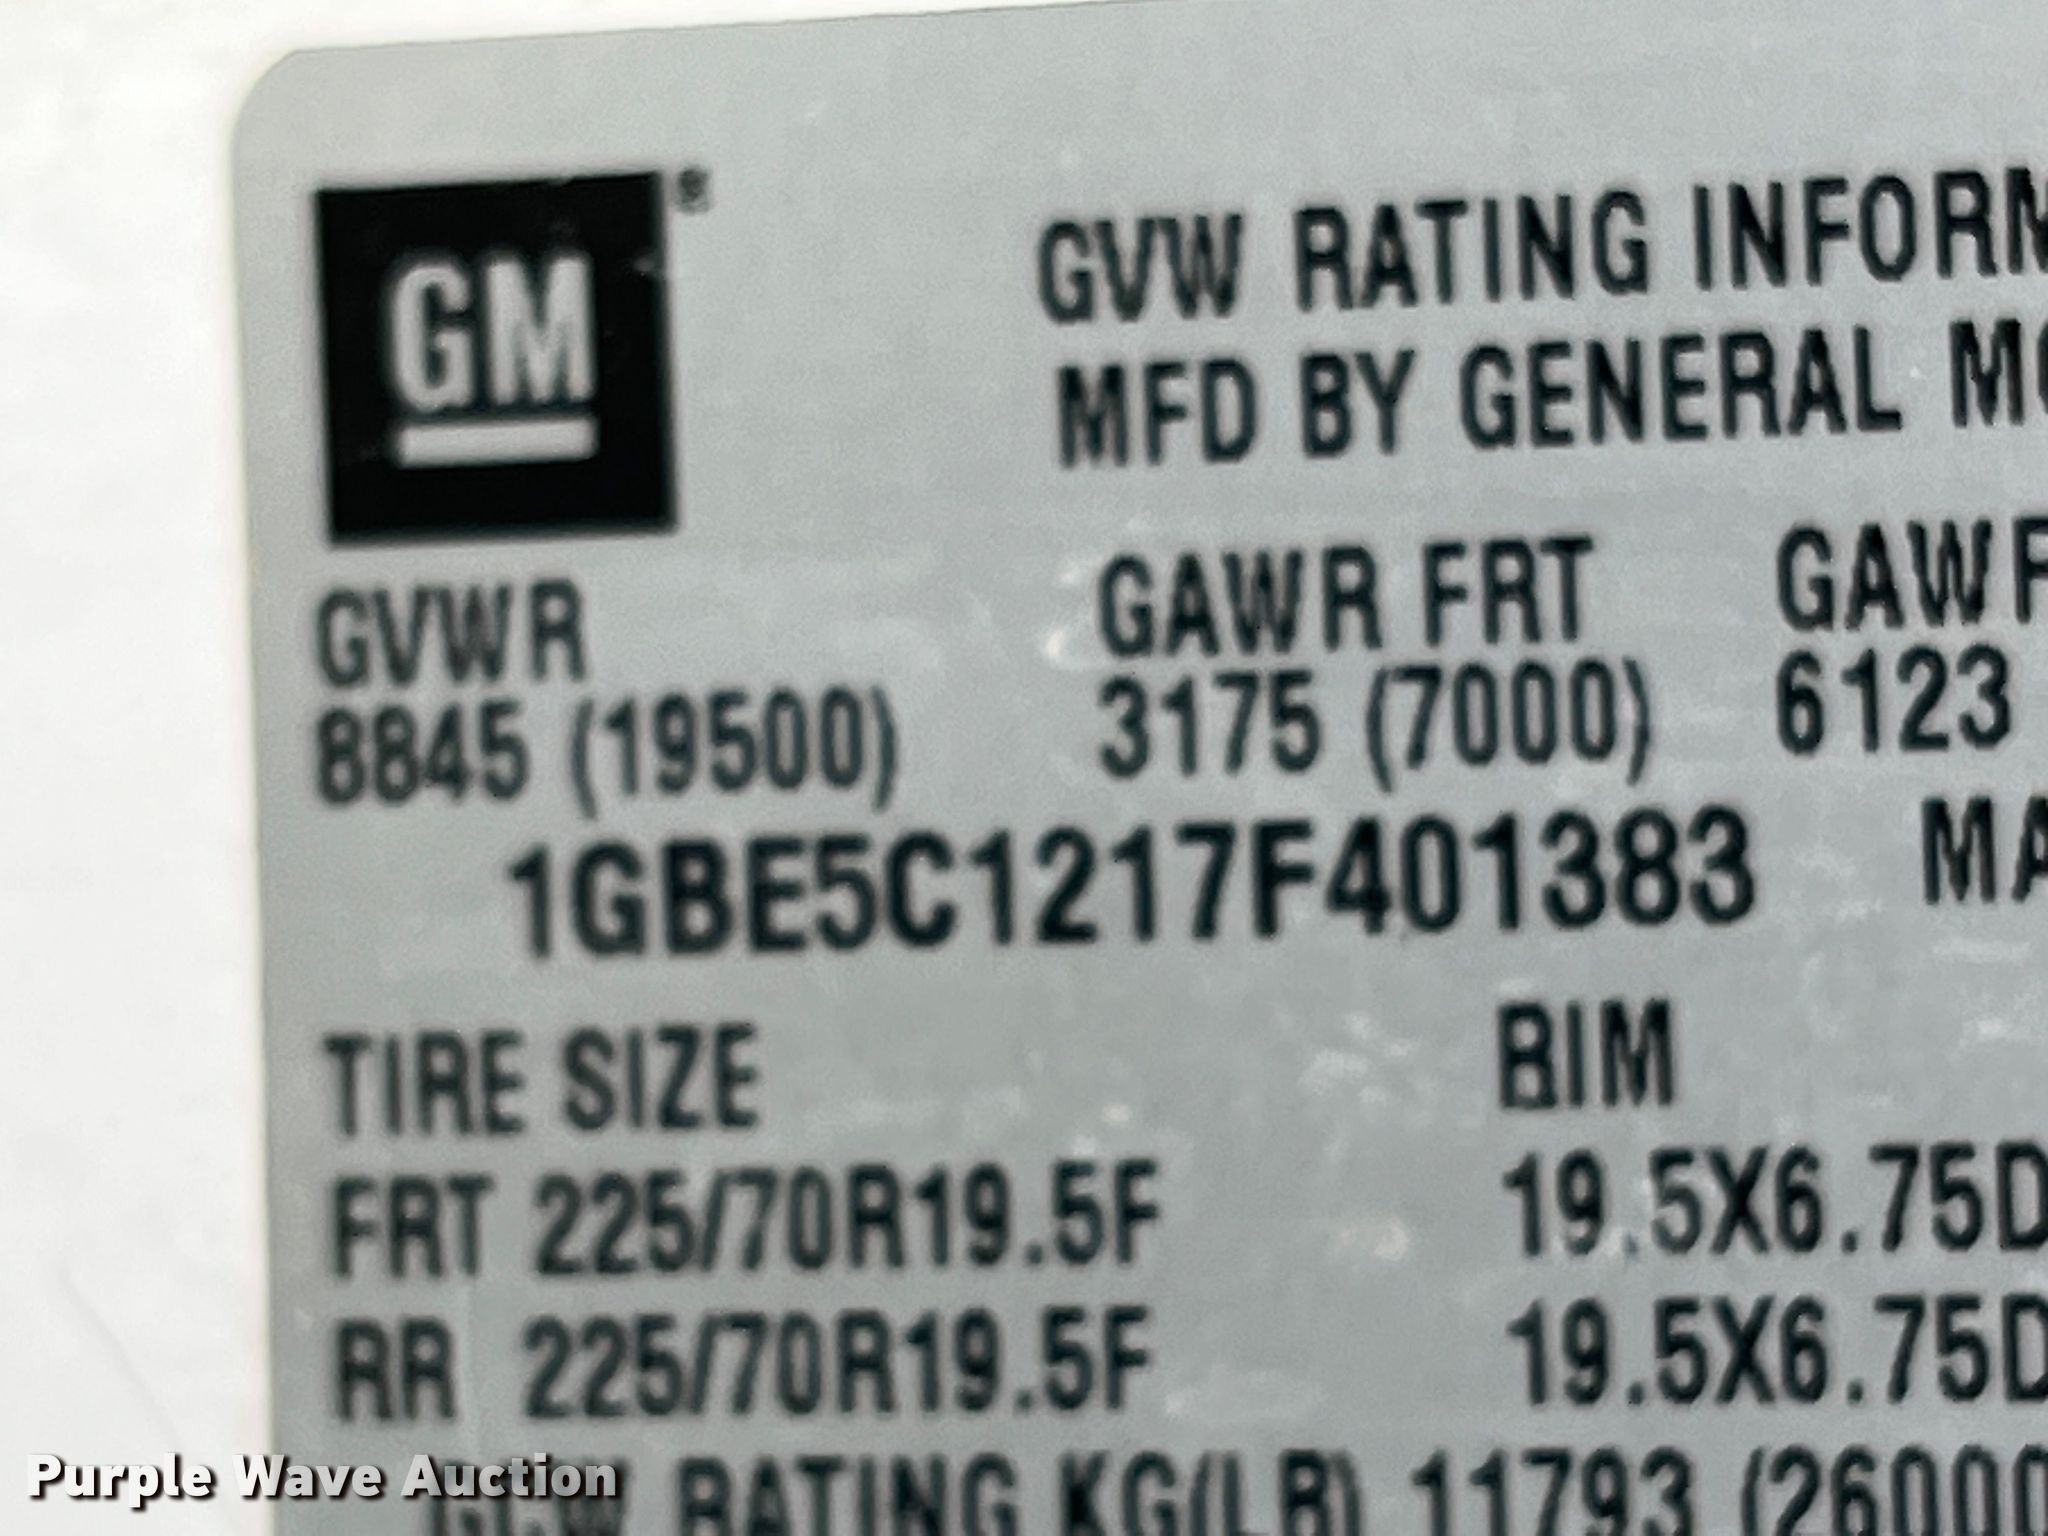 GM®
GVW RATING INFORM
MFD BY GENERAL MO
GVWR GAWR FRT GAWR
8845 (19500) 3175 (7000) 6123
1GBE5C1217F401383 MA
TIRE SIZE RIM
FRT 225/70R19.5F 19.5X6.75D
RR 225/70R19.5F 19.5X6.75D
GCW RATING KG(LB) 11793 (26000
Purple Wave Auction